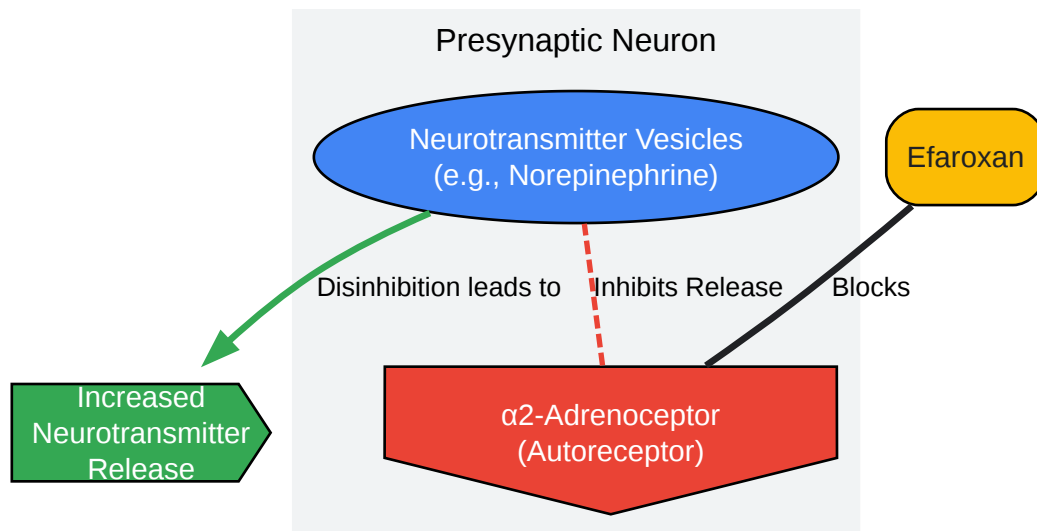 Presynaptic Neuron
Neurotransmitter Vesicles
(e.g., Norepinephrine)
Efaroxan
Disinhibition leads to
Inhibits Release
Blocks
Increased
Neurotransmitter
Release
α2-Adrenoceptor
(Autoreceptor)